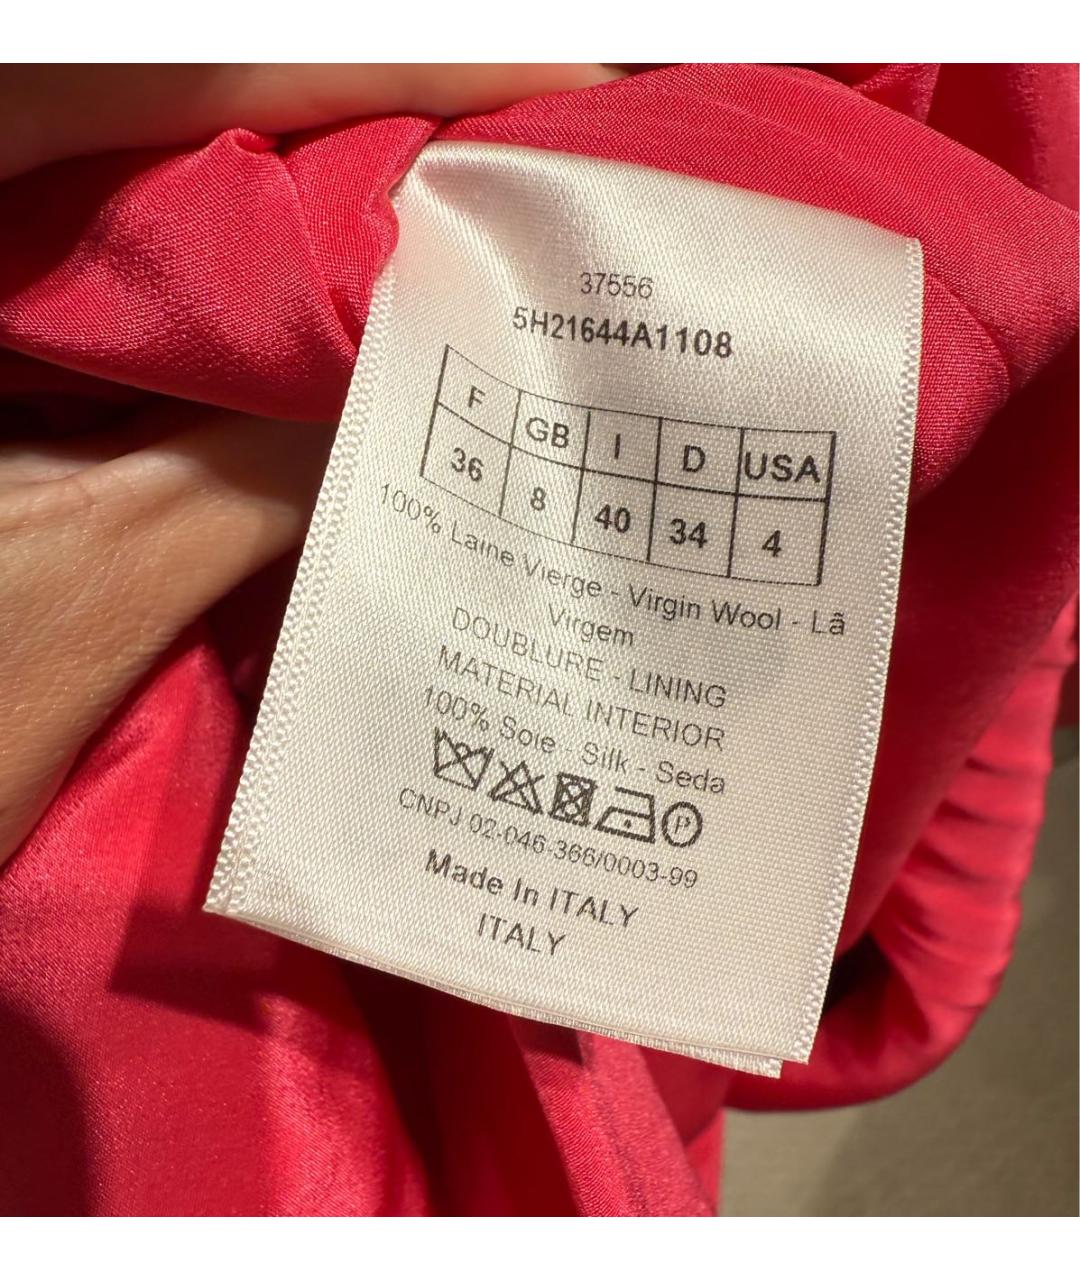 37556
5H21644A1108
F GB I D USA
36 8 40 34 4
100% Laine Vierge - Virgin Wool - Lã
Virgem
DOUBLURE - LINING
MATERIAL INTERIOR
100% Soie - Silk - Seda
P
CNPJ 02-046-366/0003-99
Made In ITALY
ITALY